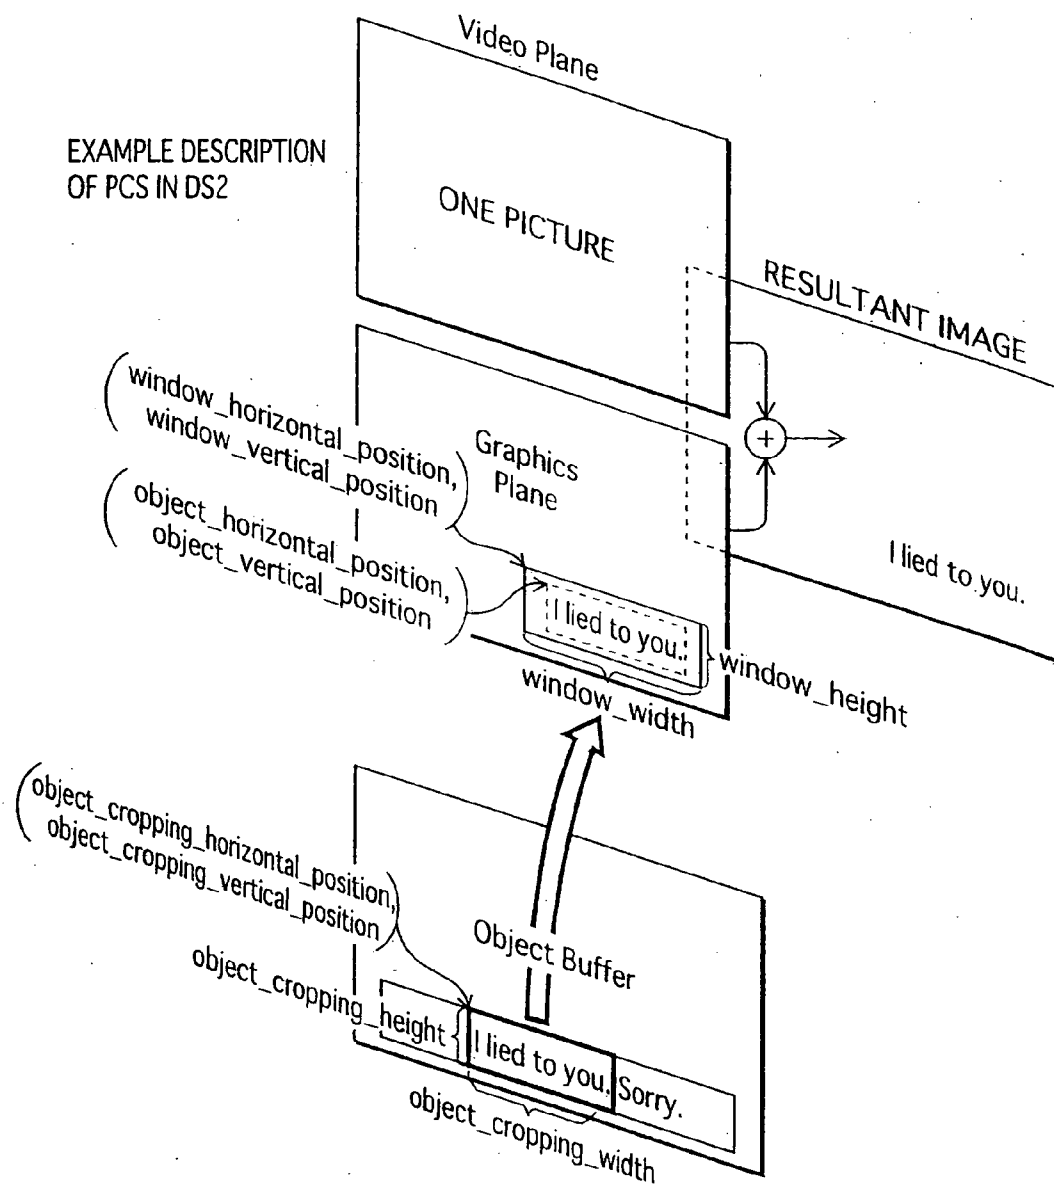 Video Plane
EXAMPLE DESCRIPTION
OF PCS IN DS2
ONE PICTURE
RESULTANT IMAGE
(window_horizontal_position,
window_vertical_position)
Graphics
Plane
+
(object_horizontal_position,
object_vertical_position)
I lied to you.
I lied to you.
window_height
window_width
(object_cropping_horizontal_position,
object_cropping_vertical_position)
Object Buffer
object_cropping_height
I lied to you.
Sorry.
object_cropping_width